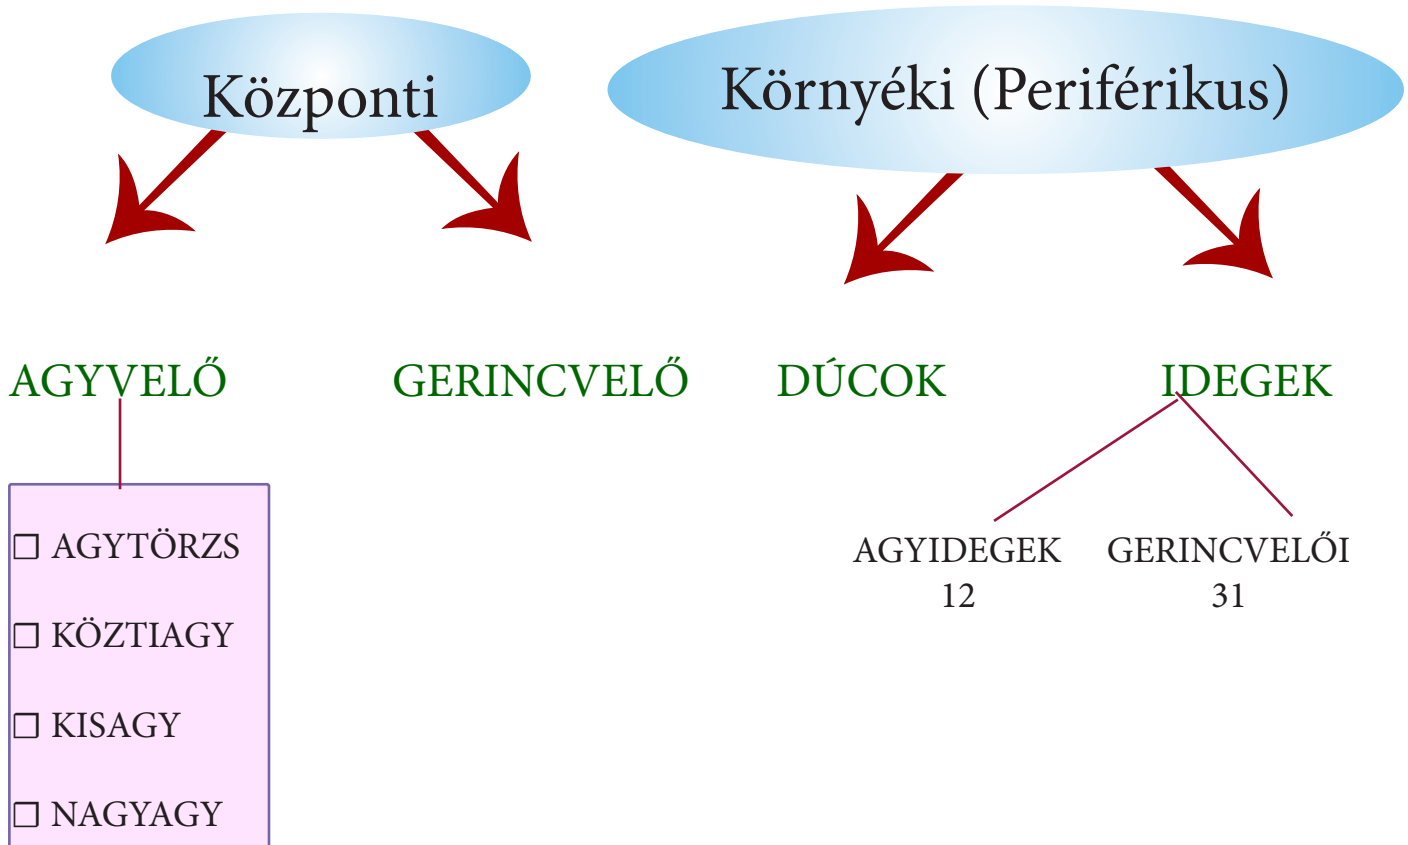 Központi
Környéki (Periférikus)
AGYVELŐ
GERINCVELŐ
DÚCOK
IDEGEK
❒ AGYTÖRZS
❒ KÖZTIAGY
❒ KISAGY
❒ NAGYAGY
AGYIDEGEK
12
GERINCVELŐI
31